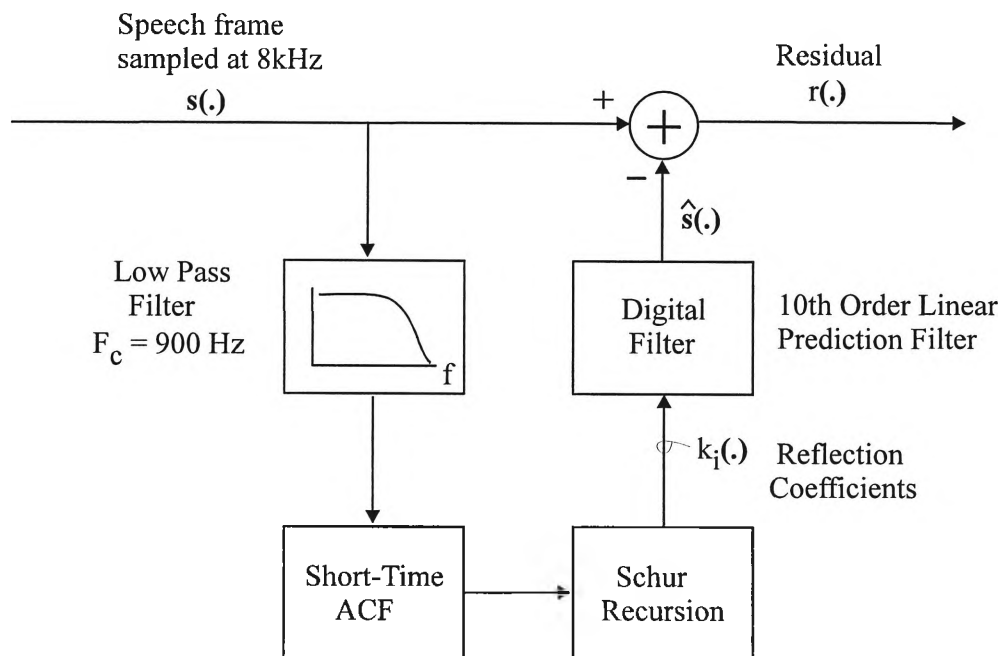 Speech frame
sampled at 8kHz
s(.)
Residual
r(.)
+
+
−
ŝ(.)
Low Pass
Filter
F_c = 900 Hz
f
Digital
Filter
10th Order Linear
Prediction Filter
k_i(.)
Reflection
Coefficients
Short-Time
ACF
Schur
Recursion